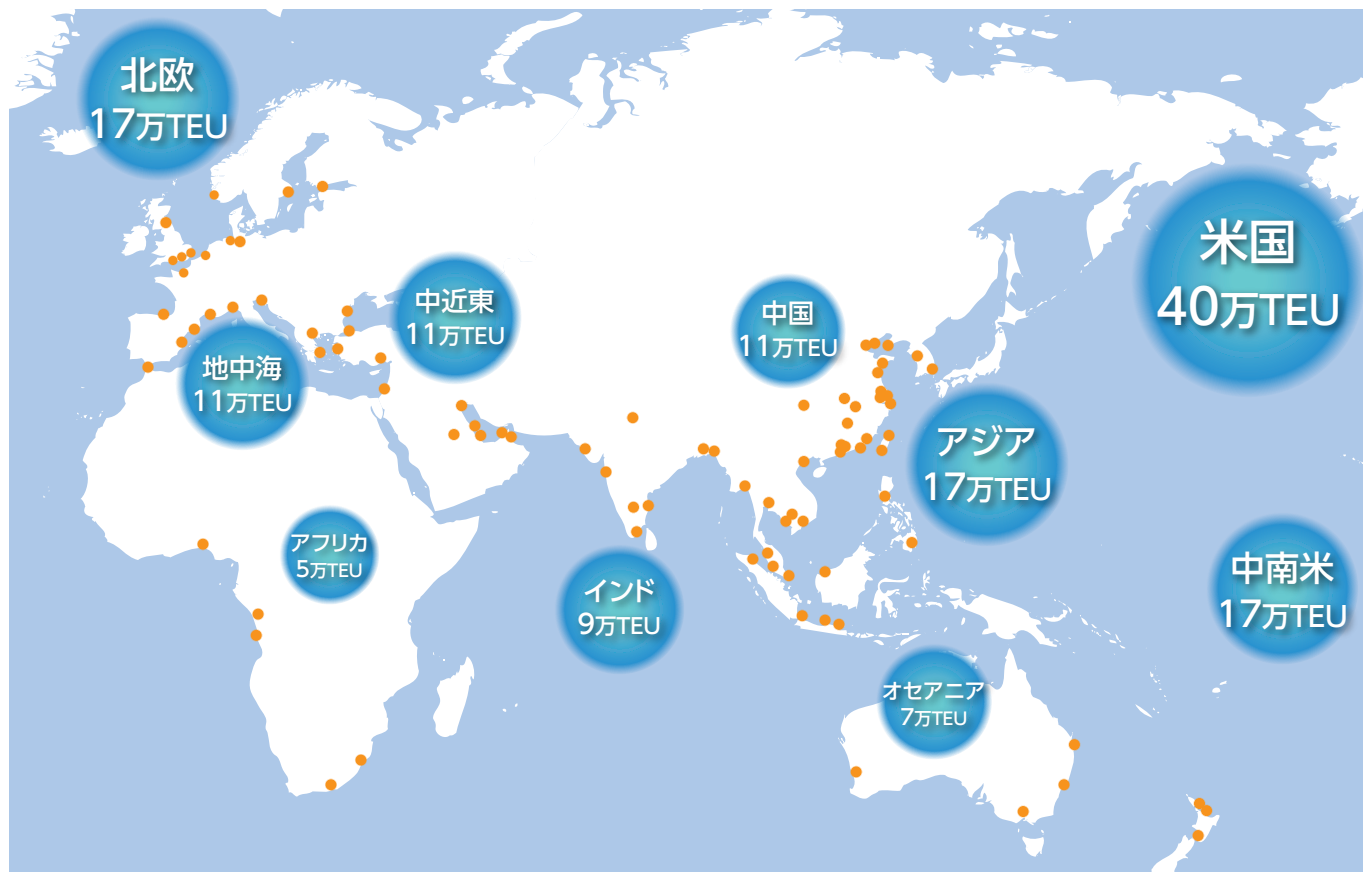 北欧
17万TEU
米国
40万TEU
中近東
11万TEU
中国
11万TEU
地中海
11万TEU
アジア
17万TEU
アフリカ
5万TEU
インド
9万TEU
中南米
17万TEU
オセアニア
7万TEU